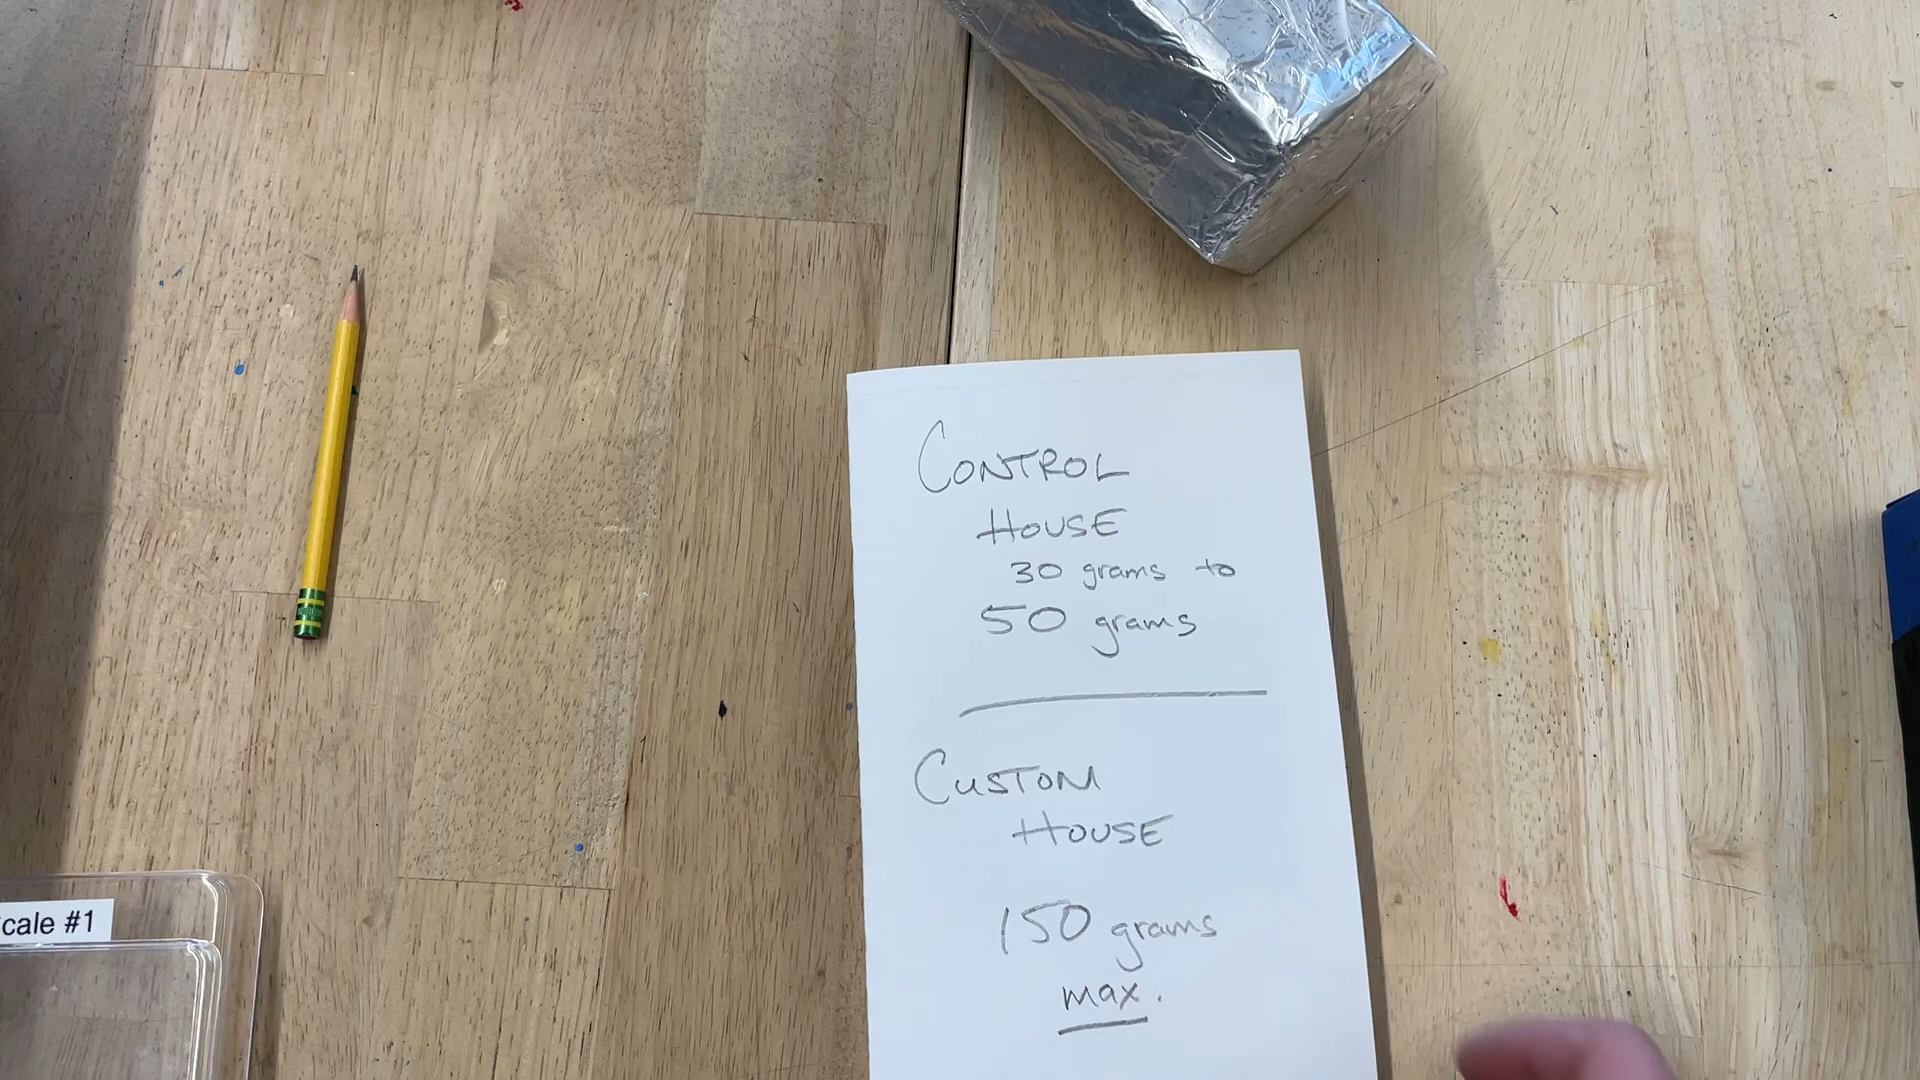 CONTROL
HOUSE
30 grams to
50 grams
CUSTOM
HOUSE
150 grams
max.
cale #1